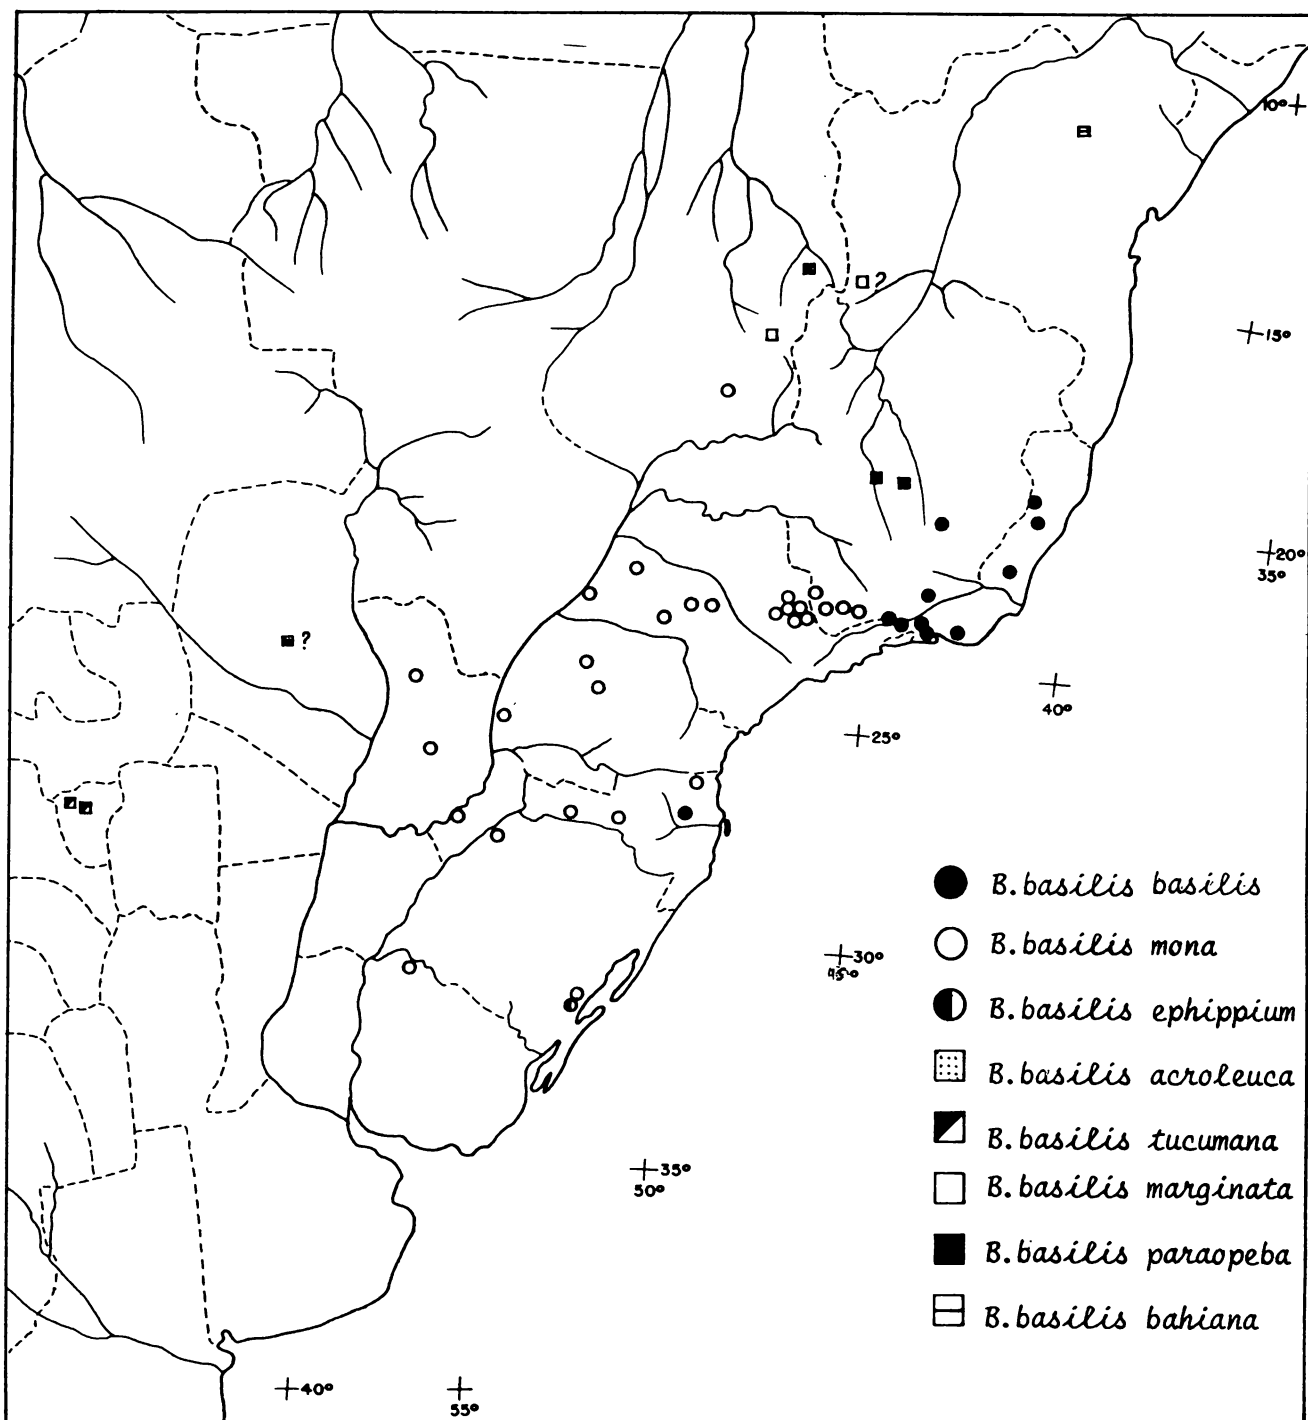 10°
?
15°
20°
35°
?
40°
25°
B. basilis basilis
B. basilis mona
30°
45°
B. basilis ephippium
B. basilis acroleuca
B. basilis tucumana
35°
50°
B. basilis marginata
B. basilis paraopeba
B. basilis bahiana
40°
55°